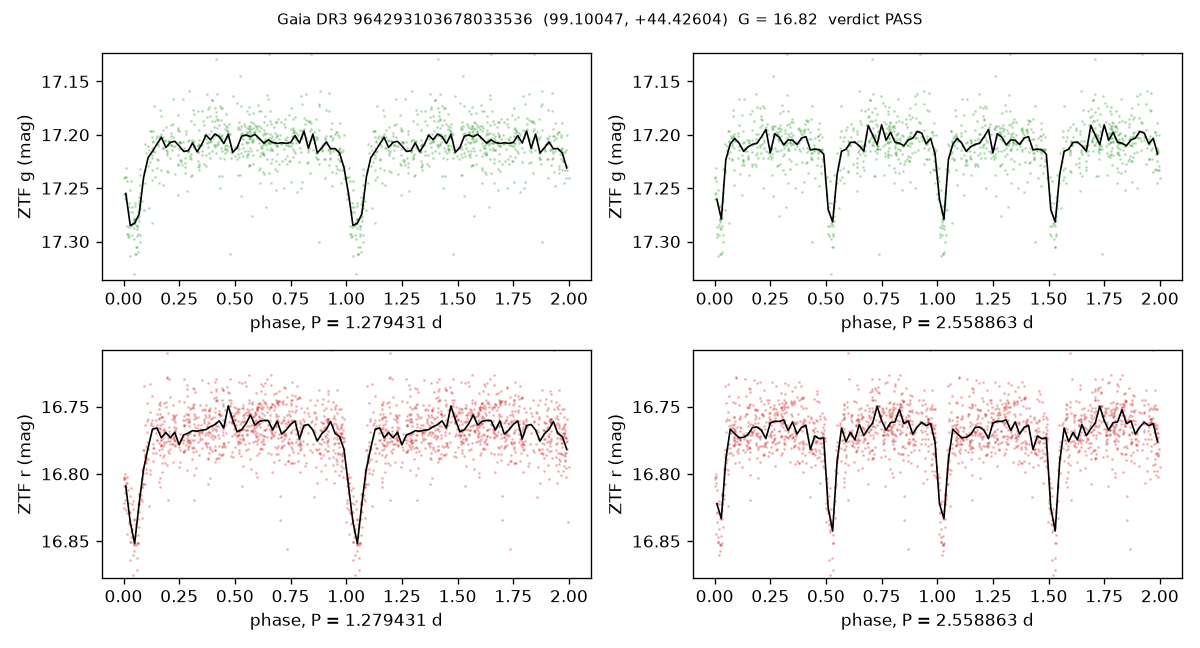 Gaia DR3 964293103678033536 (99.10047, +44.42604) G = 16.82 verdict PASS
ZTF g (mag)
17.15
17.20
17.25
17.30
0.00 0.25 0.50 0.75 1.00 1.25 1.50 1.75 2.00
phase, P = 1.279431 d
ZTF g (mag)
17.15
17.20
17.25
17.30
0.00 0.25 0.50 0.75 1.00 1.25 1.50 1.75 2.00
phase, P = 2.558863 d
ZTF r (mag)
16.75
16.80
16.85
0.00 0.25 0.50 0.75 1.00 1.25 1.50 1.75 2.00
phase, P = 1.279431 d
ZTF r (mag)
16.75
16.80
16.85
0.00 0.25 0.50 0.75 1.00 1.25 1.50 1.75 2.00
phase, P = 2.558863 d